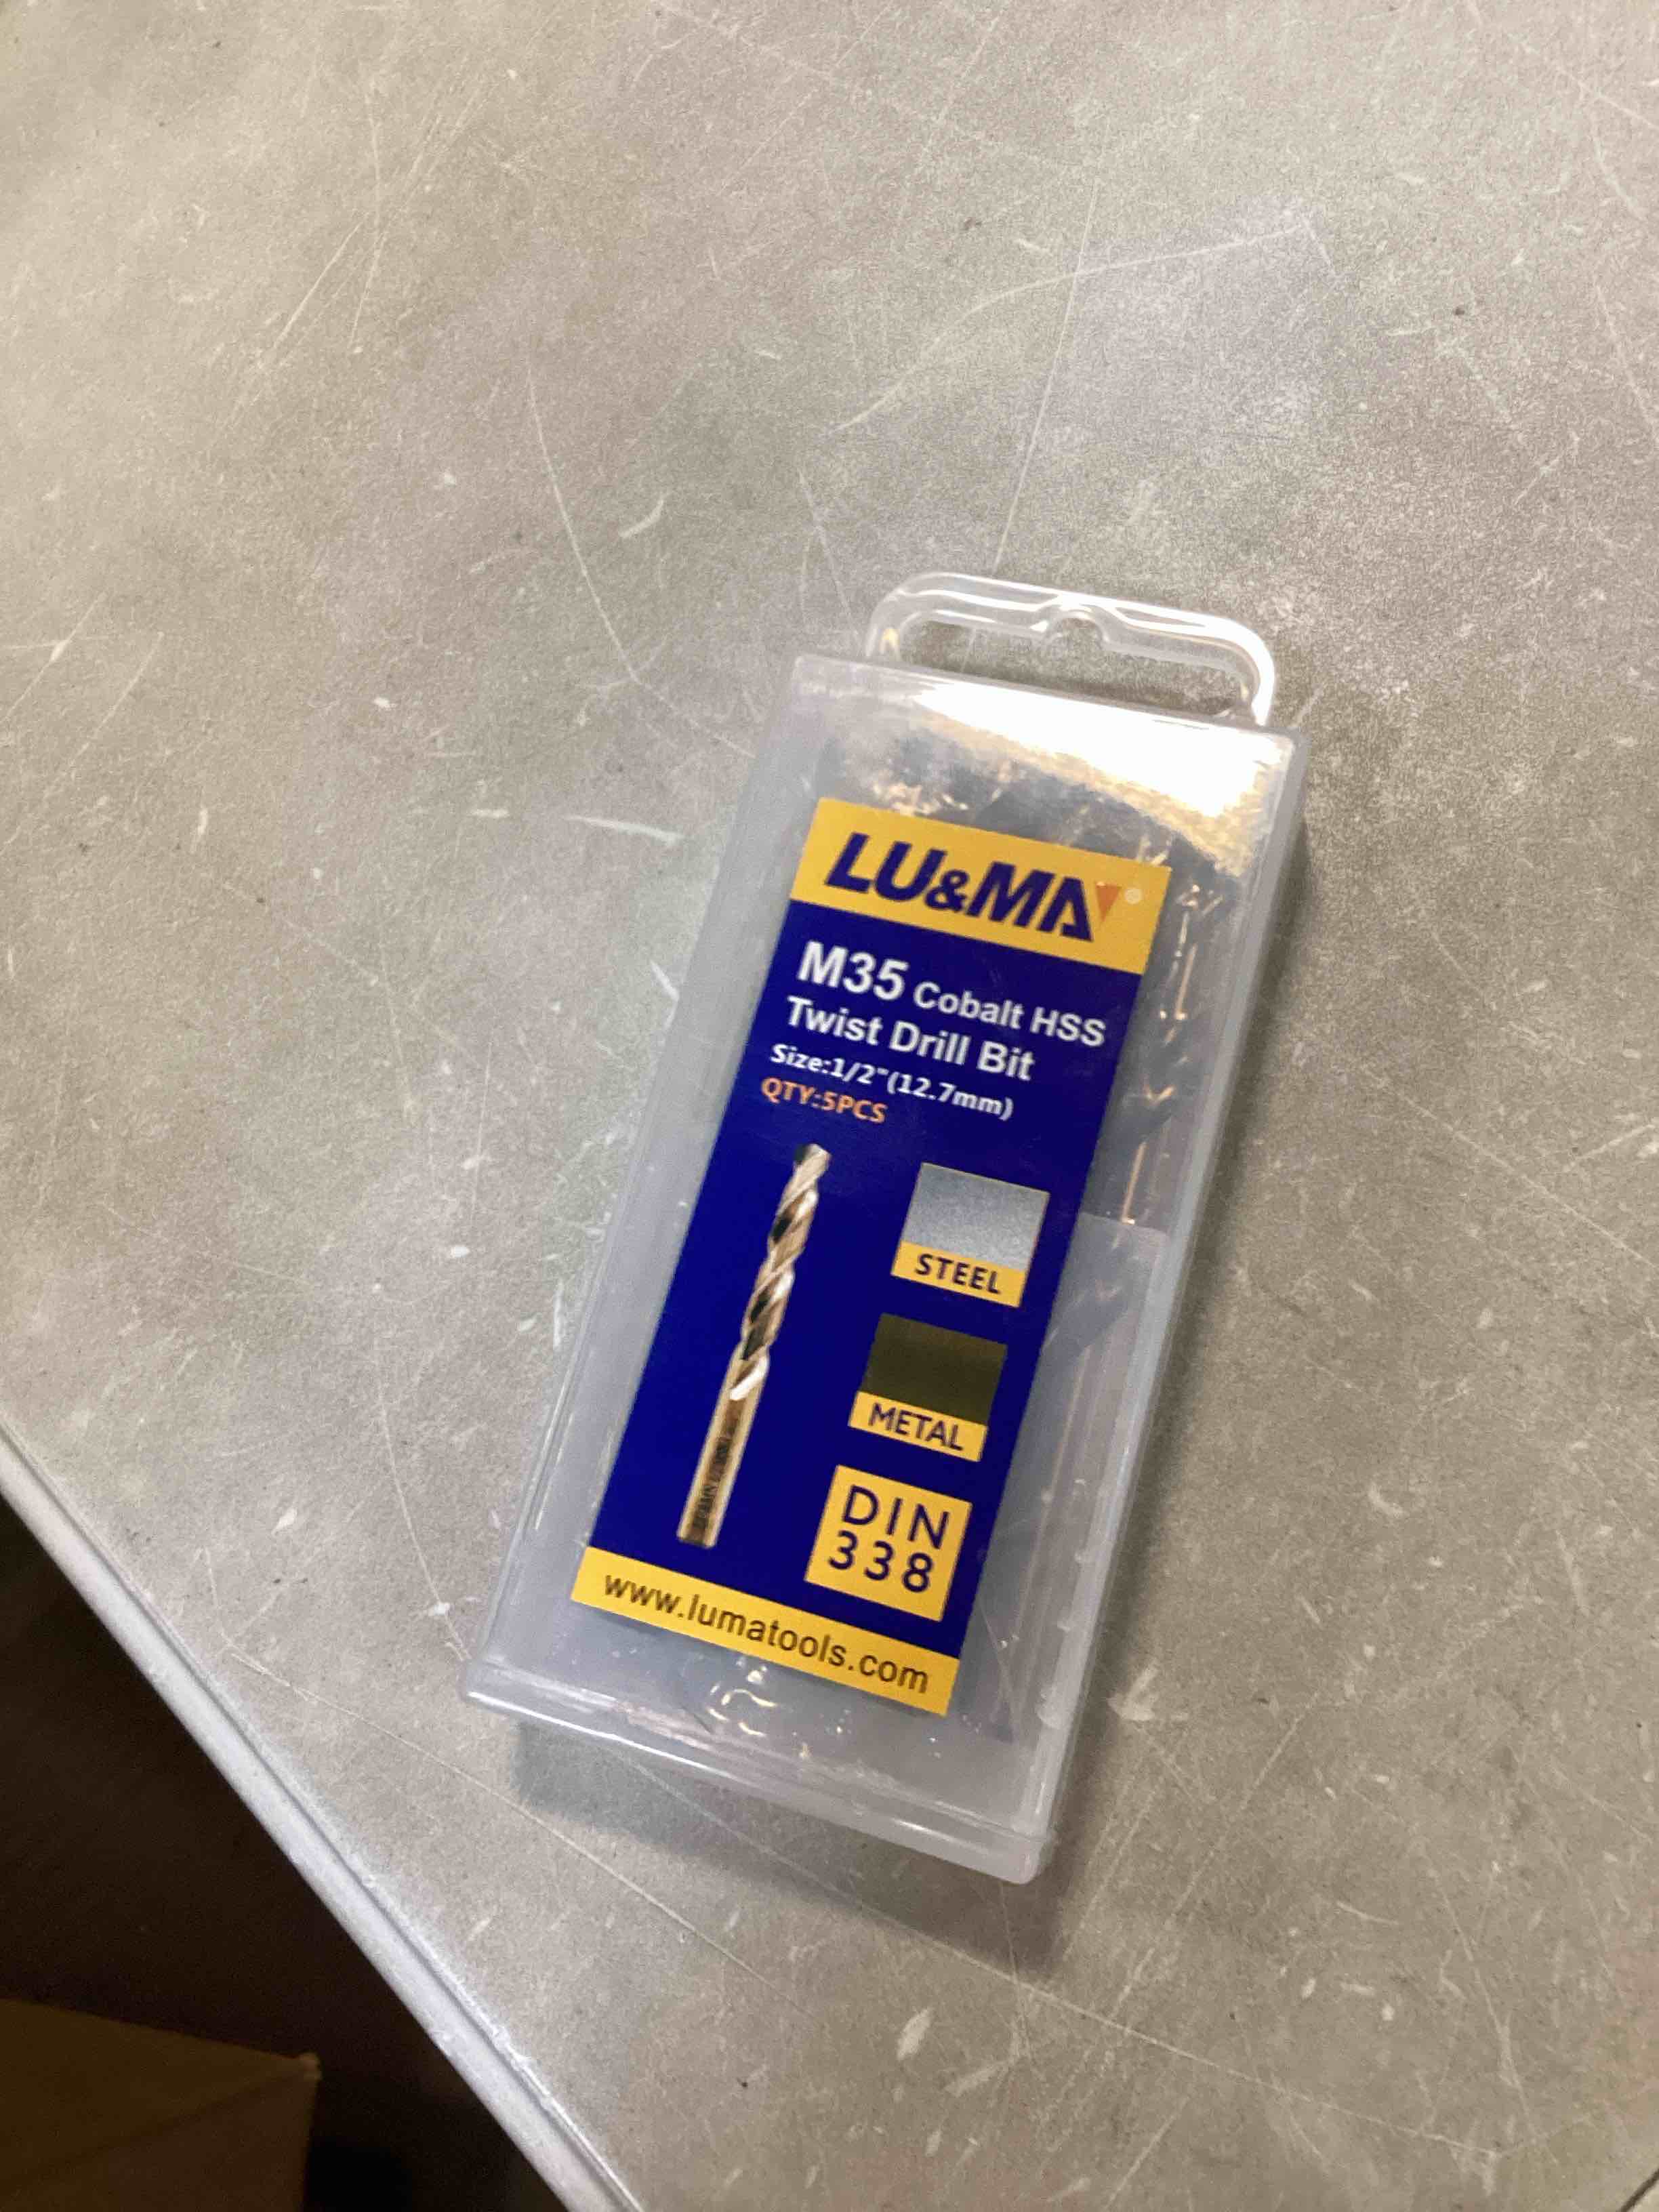 LU&MA®
M35 Cobalt HSS
Twist Drill Bit
Size:1/2"(12.7mm)
QTY:5PCS
STEEL
METAL
DIN
338
www.lumatools.com